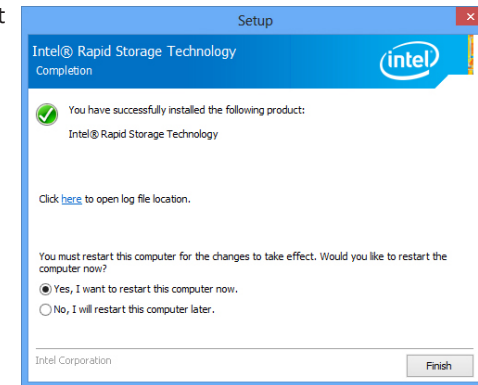 t
Setup
Intel® Rapid Storage Technology
Completion
intel
You have successfully installed the following product:
Intel® Rapid Storage Technology
Click here to open log file location.
You must restart this computer for the changes to take effect. Would you like to restart the
computer now?
Yes, I want to restart this computer now.
No, I will restart this computer later.
Intel Corporation
Finish